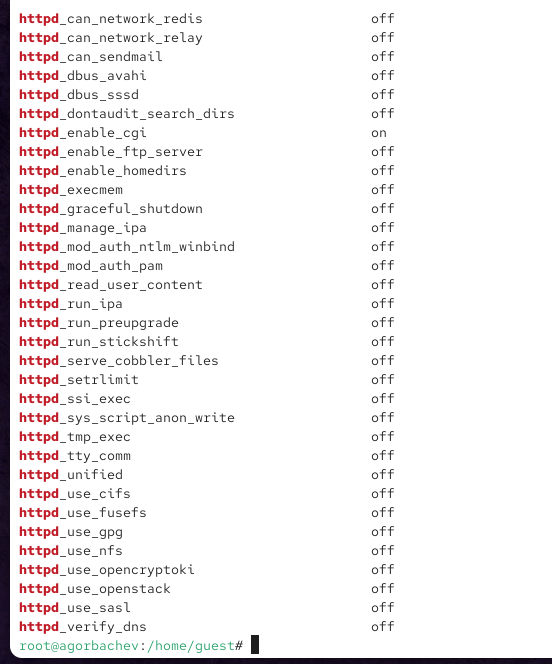 httpd_can_network_redis off
httpd_can_network_relay off
httpd_can_sendmail off
httpd_dbus_avahi off
httpd_dbus_sssd off
httpd_dontaudit_search_dirs off
httpd_enable_cgi on
httpd_enable_ftp_server off
httpd_enable_homedirs off
httpd_execmem off
httpd_graceful_shutdown off
httpd_manage_ipa off
httpd_mod_auth_ntlm_winbind off
httpd_mod_auth_pam off
httpd_read_user_content off
httpd_run_ipa off
httpd_run_preupgrade off
httpd_run_stickshift off
httpd_serve_cobbler_files off
httpd_setrlimit off
httpd_ssi_exec off
httpd_sys_script_anon_write off
httpd_tmp_exec off
httpd_tty_comm off
httpd_unified off
httpd_use_cifs off
httpd_use_fusefs off
httpd_use_gpg off
httpd_use_nfs off
httpd_use_opencryptoki off
httpd_use_openstack off
httpd_use_sasl off
httpd_verify_dns off
root@agorbachev:/home/guest#